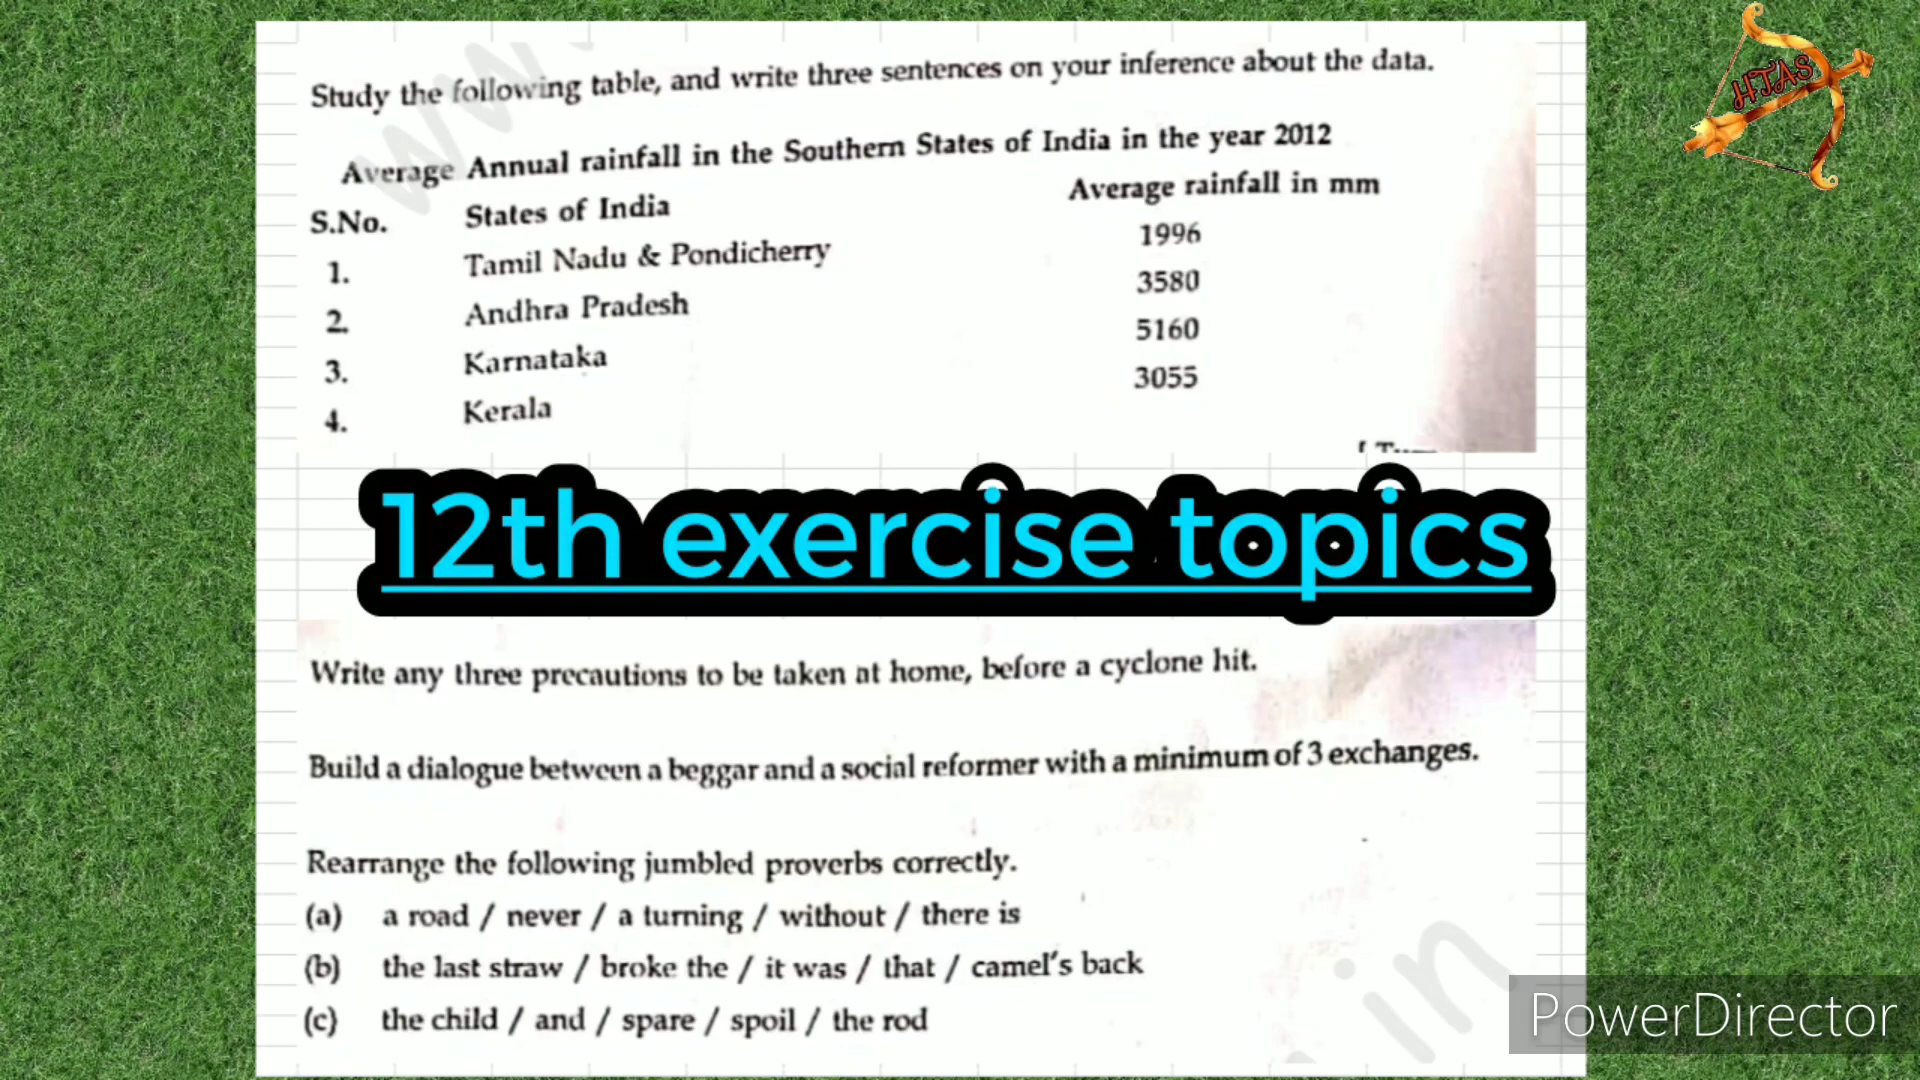 HTAS
Study the following table, and write three sentences on your inference about the data.
Average Annual rainfall in the Southern States of India in the year 2012
S.No. States of India Average rainfall in mm
1. Tamil Nadu & Pondicherry 1996
2. Andhra Pradesh 3580
3. Karnataka 5160
4. Kerala 3055
12th exercise topics
Write any three precautions to be taken at home, before a cyclone hit.
Build a dialogue between a beggar and a social reformer with a minimum of 3 exchanges.
Rearrange the following jumbled proverbs correctly.
(a) a road / never / a turning / without / there is
(b) the last straw / broke the / it was / that / camel's back
(c) the child / and / spare / spoil / the rod
in
PowerDirector